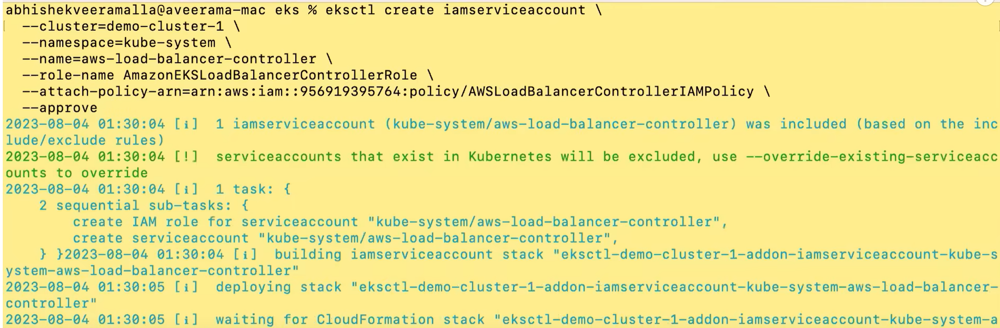 abhishekveeramalla@aveerama-mac eks % eksctl create iamserviceaccount \
  --cluster=demo-cluster-1 \
  --namespace=kube-system \
  --name=aws-load-balancer-controller \
  --role-name AmazonEKSLoadBalancerControllerRole \
  --attach-policy-arn=arn:aws:iam::956919395764:policy/AWSLoadBalancerControllerIAMPolicy \
  --approve
2023-08-04 01:30:04 [ℹ]  1 iamserviceaccount (kube-system/aws-load-balancer-controller) was included (based on the inc
lude/exclude rules)
2023-08-04 01:30:04 [!]  serviceaccounts that exist in Kubernetes will be excluded, use --override-existing-serviceacc
ounts to override
2023-08-04 01:30:04 [ℹ]  1 task: {
    2 sequential sub-tasks: {
        create IAM role for serviceaccount "kube-system/aws-load-balancer-controller",
        create serviceaccount "kube-system/aws-load-balancer-controller",
    } }2023-08-04 01:30:04 [ℹ]  building iamserviceaccount stack "eksctl-demo-cluster-1-addon-iamserviceaccount-kube-s
ystem-aws-load-balancer-controller"
2023-08-04 01:30:05 [ℹ]  deploying stack "eksctl-demo-cluster-1-addon-iamserviceaccount-kube-system-aws-load-balancer-
controller"
2023-08-04 01:30:05 [ℹ]  waiting for CloudFormation stack "eksctl-demo-cluster-1-addon-iamserviceaccount-kube-system-a